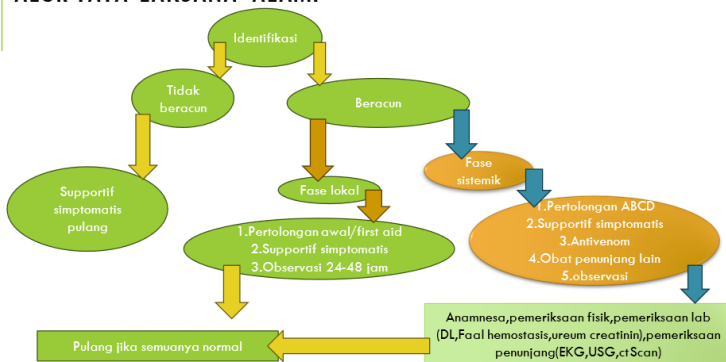 Identifikasi
Tidak
beracun
Beracun
Fase
sistemik
Supportif
simptomatis
pulang
Fase lokal
1.Pertolongan awal/first aid
2.Supportif simptomatis
3.Observasi 24-48 jam
1.Pertolongan ABCD
2.Supportif simptomatis
3.Antivenom
4.Obat penunjang lain
5.observasi
Anamnesa,pemeriksaan fisik,pemeriksaan lab
(DL,Faal hemostasis,ureum creatinin),pemeriksaan
penunjang(EKG,USG,ctScan)
Pulang jika semuanya normal